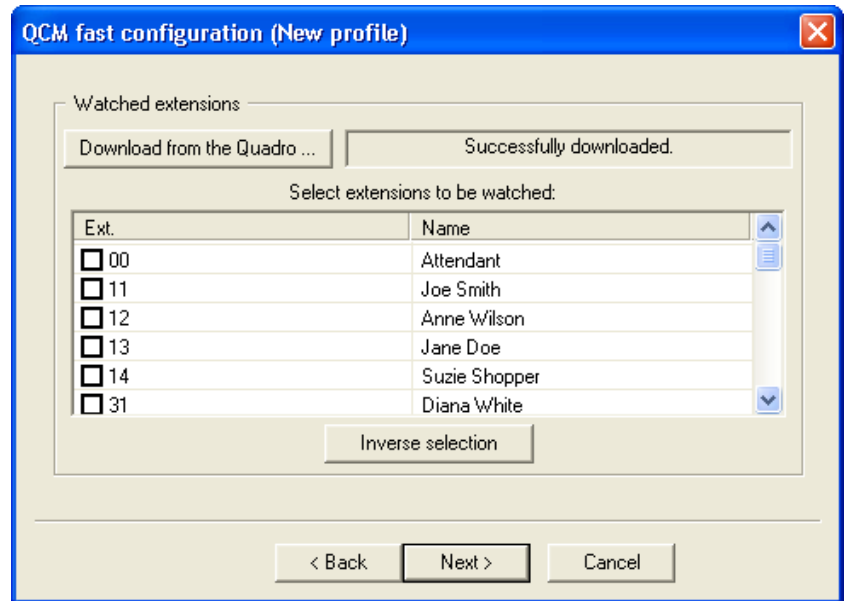 QCM fast configuration (New profile)
Watched extensions
Download from the Quadro ... Successfully downloaded.
Select extensions to be watched:
Ext. Name
00 Attendant
11 Joe Smith
12 Anne Wilson
13 Jane Doe
14 Suzie Shopper
31 Diana White
Inverse selection
< Back Next > Cancel